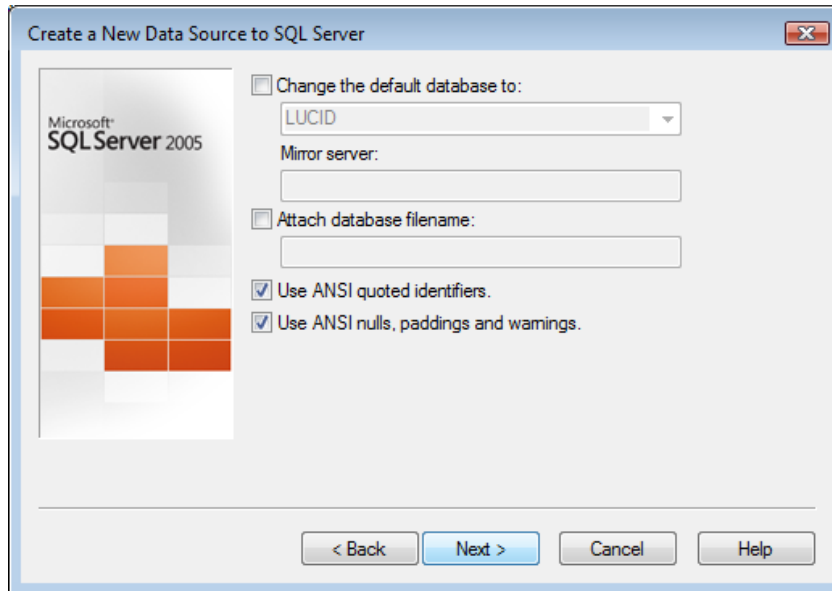 Create a New Data Source to SQL Server
Microsoft
SQL Server 2005
Change the default database to:
LUCID
Mirror server:
Attach database filename:
Use ANSI quoted identifiers.
Use ANSI nulls, paddings and warnings.
< Back
Next >
Cancel
Help